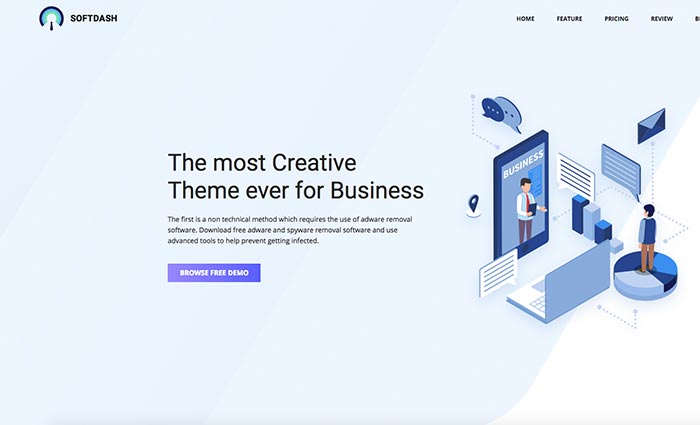 SOFTDASH
HOME FEATURE PRICING REVIEW
The most Creative
Theme ever for Business
The first is a non technical method which requires the use of adware removal
software. Download free adware and spyware removal software and use
advanced tools to help prevent getting infected.
BROWSE FREE DEMO
BUSINESS